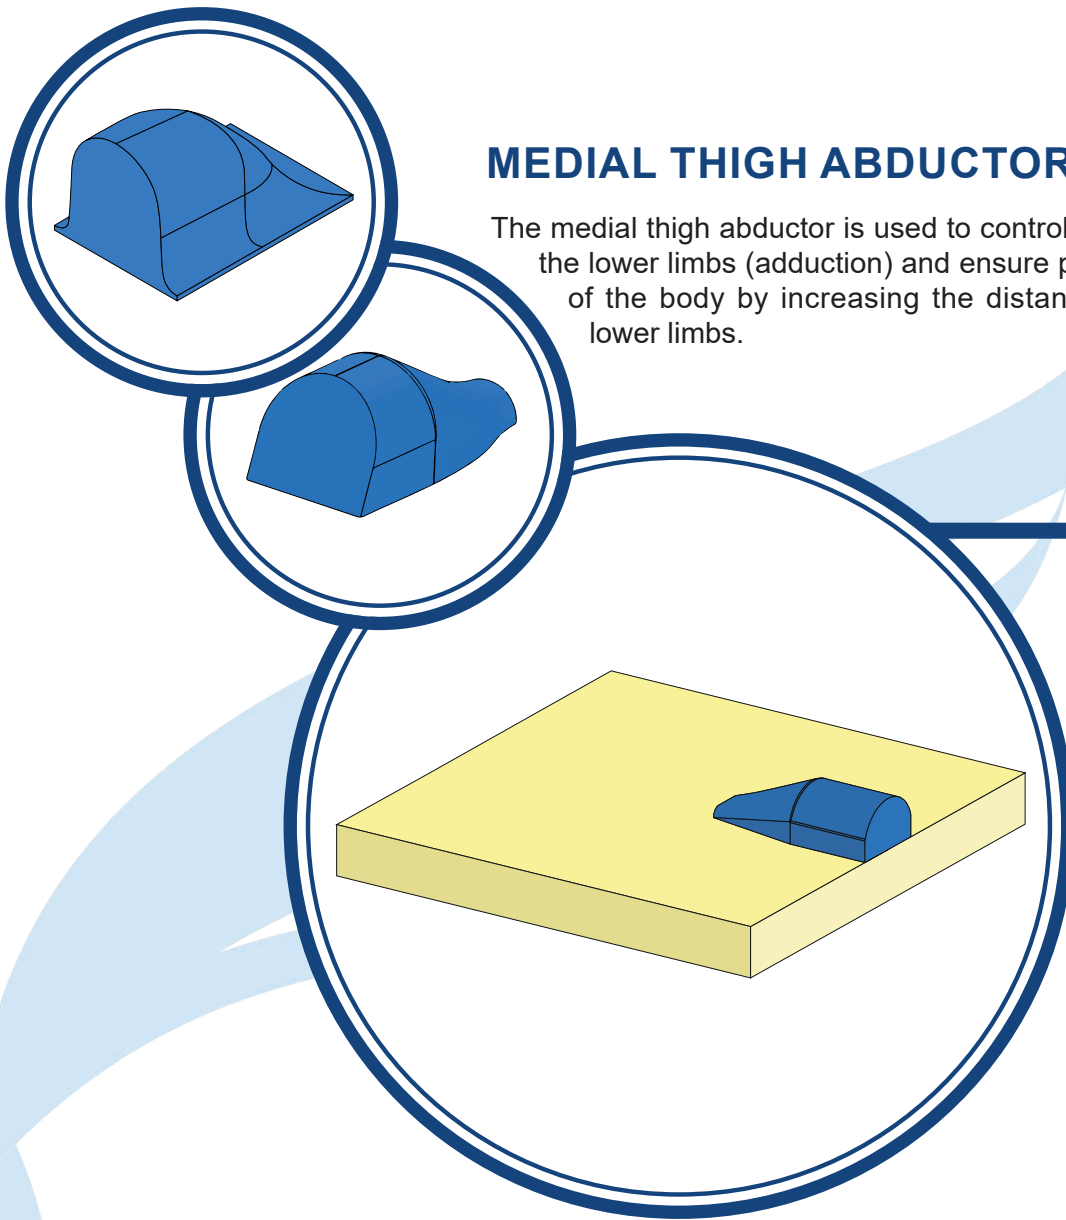 MEDIAL THIGH ABDUCTOR
The medial thigh abductor is used to control
the lower limbs (adduction) and ensure
of the body by increasing the
lower limbs.